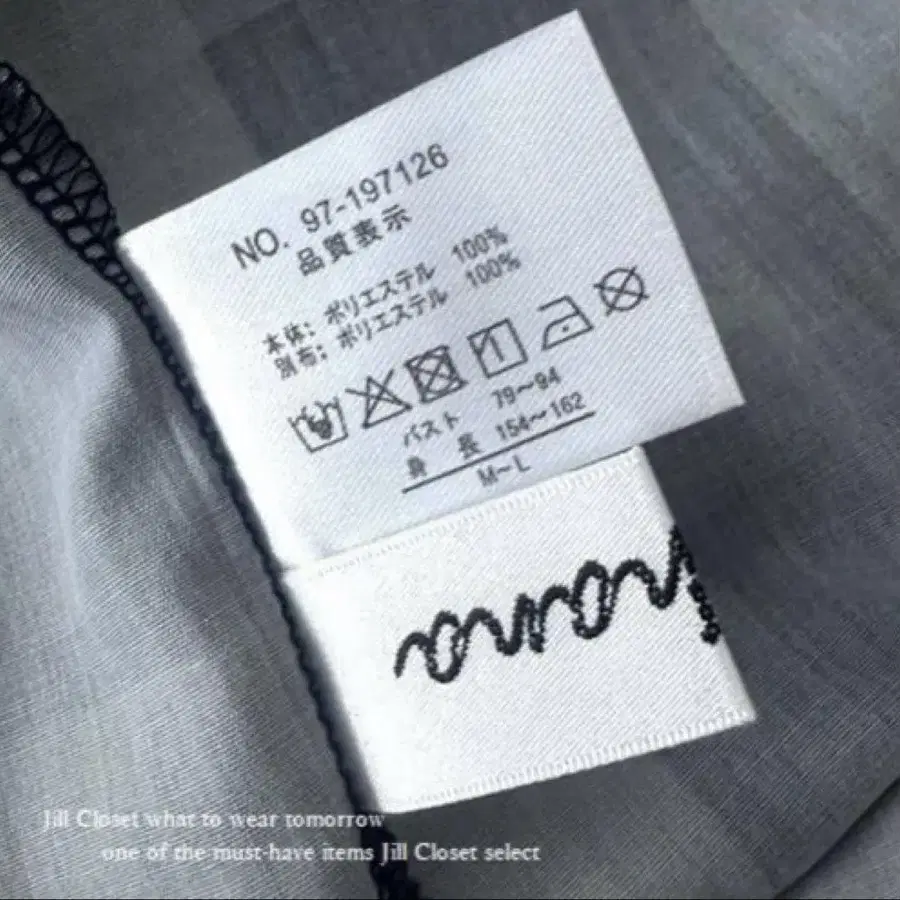 NO. 97-197126
品質表示
本体: ポリエステル 100%
別布: ポリエステル 100%
バスト 79～94
身長 154～162
M～L
Jill Closet what to wear tomorrow
one of the must-have items Jill Closet select